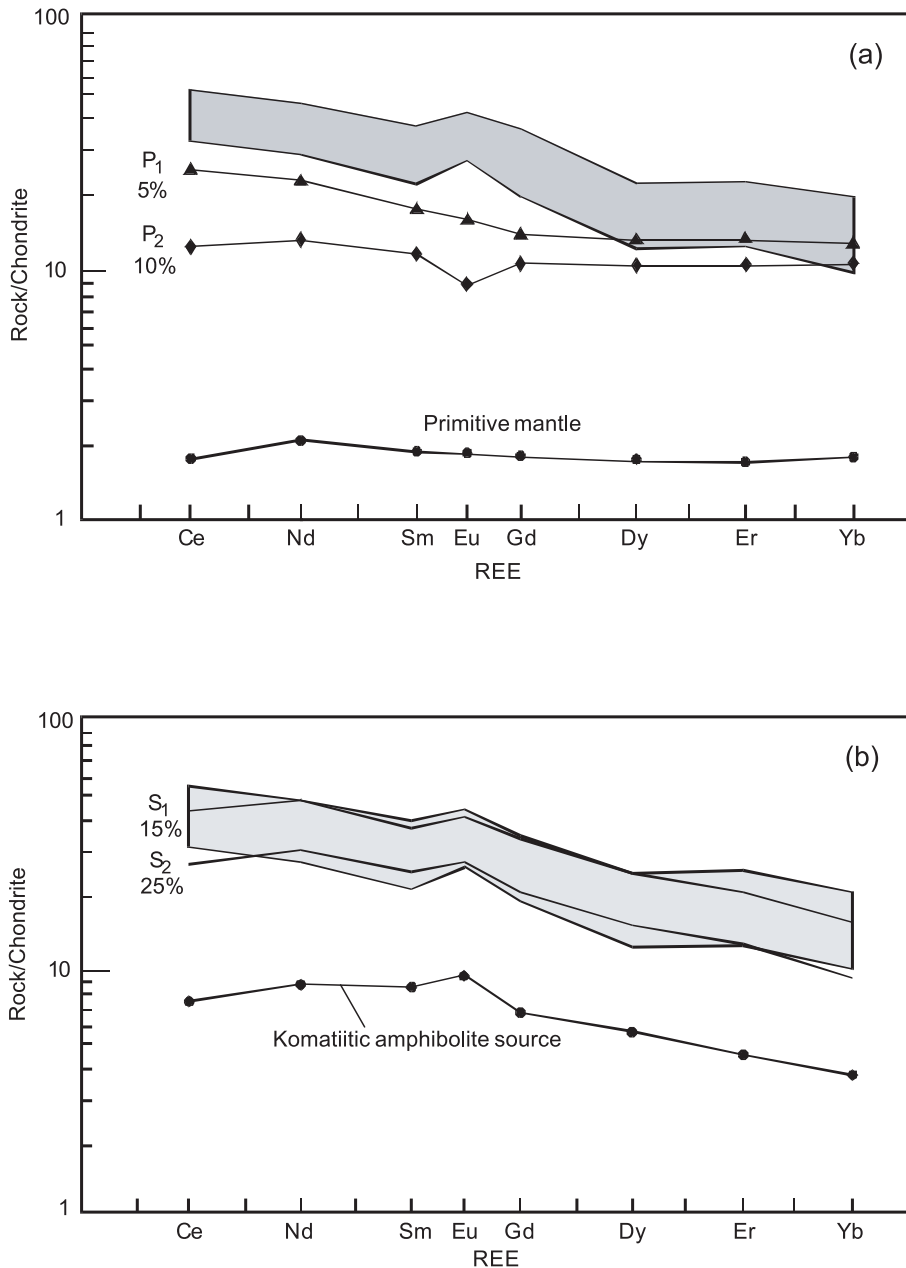 100
(a)
P1
5%
P2
10%
10
Rock/Chondrite
Primitive mantle
1
Ce Nd Sm Eu Gd Dy Er Yb
REE
100
(b)
S1
15%
S2
25%
10
Rock/Chondrite
Komatiitic amphibolite source
1
Ce Nd Sm Eu Gd Dy Er Yb
REE